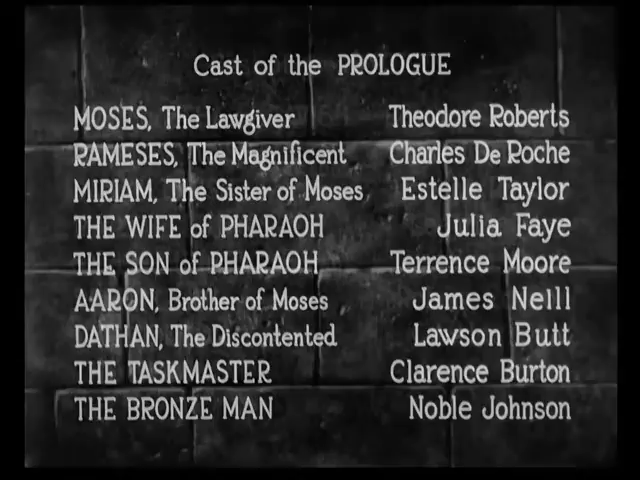 Cast of the PROLOGUE
MOSES, The Lawgiver Theodore Roberts
RAMESES, The Magnificent Charles De Roche
MIRIAM, The Sister of Moses Estelle Taylor
THE WIFE of PHARAOH Julia Faye
THE SON of PHARAOH Terrence Moore
AARON, Brother of Moses James Neill
DATHAN, The Discontented Lawson Butt
THE TASKMASTER Clarence Burton
THE BRONZE MAN Noble Johnson